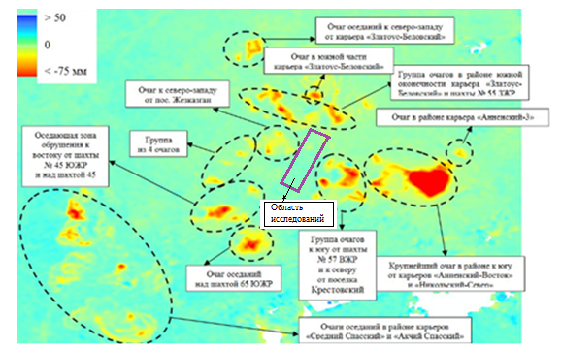 > 50
0
< -75 мм
Очаг оседаний к северо-западу
от карьера «Златоус-Беловский»
Очаг в южной части
карьера «Златоус-Беловский»
Группа очагов в районе южной
оконечности карьера «Златоус-
Беловский» и шахты № 55 ЗЖР
Очаг к северо-западу
от пос. Жезказган
Очаг в районе карьера «Анненский-3»
Оседающая зона
обрушения к
востоку от шахты
№ 45 ЮЖР
и над шахтой 45
Группа
из 4 очагов
Область
исследований
Группа очагов
к югу от шахты
№ 57 ВЖР
и к северу
от поселка
Крестовский
Крупнейший очаг в районе к югу
от карьеров «Анненский-Восток»
и «Никольский-Север»
Очаг оседаний
над шахтой 65 ЮЖР
Очаги оседаний в районе карьеров
«Средний Спасский» и «Акчий Спасский»